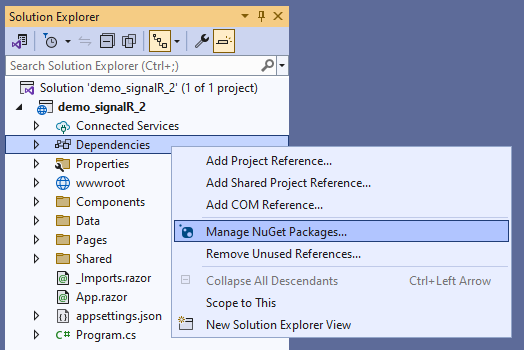 Solution Explorer
Search Solution Explorer (Ctrl+;)
Solution 'demo_signalR_2' (1 of 1 project)
demo_signalR_2
Connected Services
Dependencies
Properties
wwwroot
Components
Data
Pages
Shared
_Imports.razor
App.razor
appsettings.json
C# Program.cs
Add Project Reference...
Add Shared Project Reference...
Add COM Reference...
Manage NuGet Packages...
Remove Unused References...
Collapse All Descendants Ctrl+Left Arrow
Scope to This
New Solution Explorer View